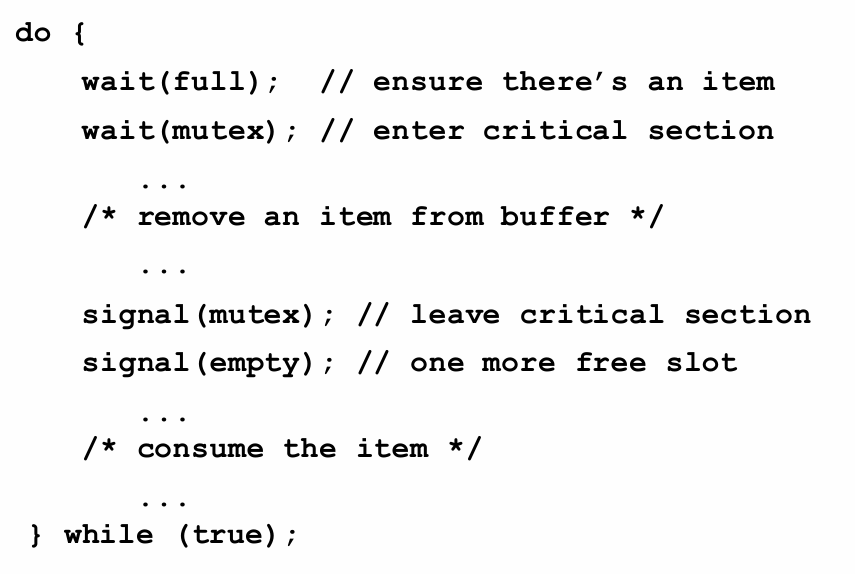 do {
wait(full); // ensure there’s an item
wait(mutex); // enter critical section
...
/* remove an item from buffer */
...
signal(mutex); // leave critical section
signal(empty); // one more free slot
...
/* consume the item */
...
} while (true);